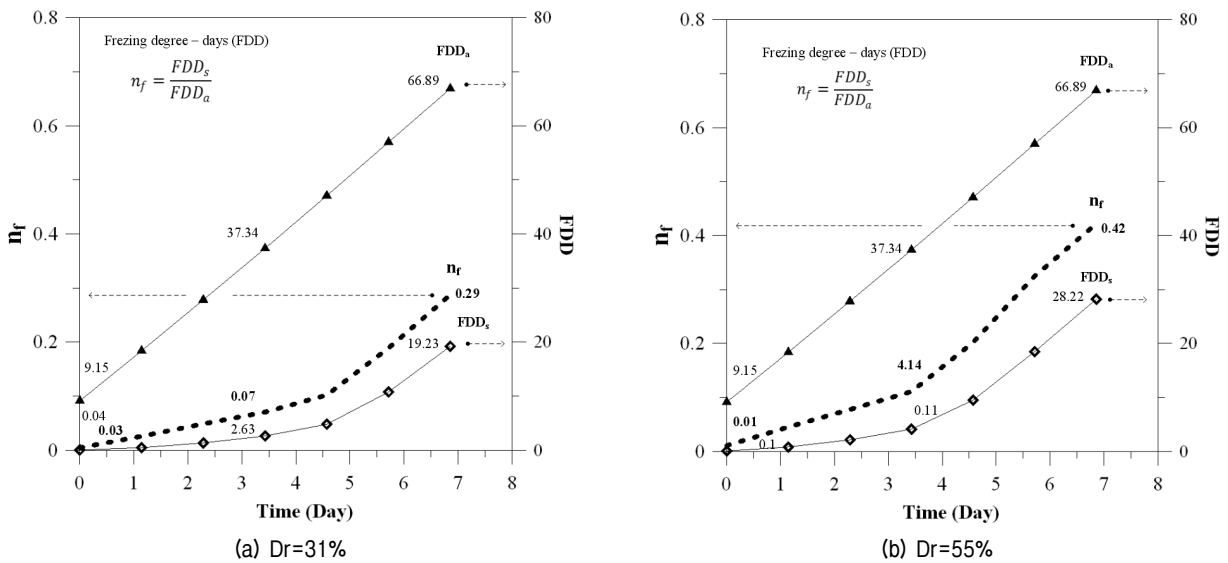 0.8
80
Frezing degree – days (FDD)
n_f = FDD_s / FDD_a
FDD_a
66.89
0.6
60
n_f
0.4
37.34
40
FDD
n_f
0.29
FDD_s
0.2
19.23
20
9.15
0.07
0.04
0.03
2.63
0
0
0 1 2 3 4 5 6 7 8
Time (Day)
(a) Dr=31%
0.8
80
Frezing degree – days (FDD)
n_f = FDD_s / FDD_a
FDD_a
66.89
0.6
60
n_f
n_f
0.42
0.4
37.34
40
FDD
FDD_s
28.22
0.2
20
9.15
4.14
0.01
0.11
0.1
0
0
0 1 2 3 4 5 6 7 8
Time (Day)
(b) Dr=55%